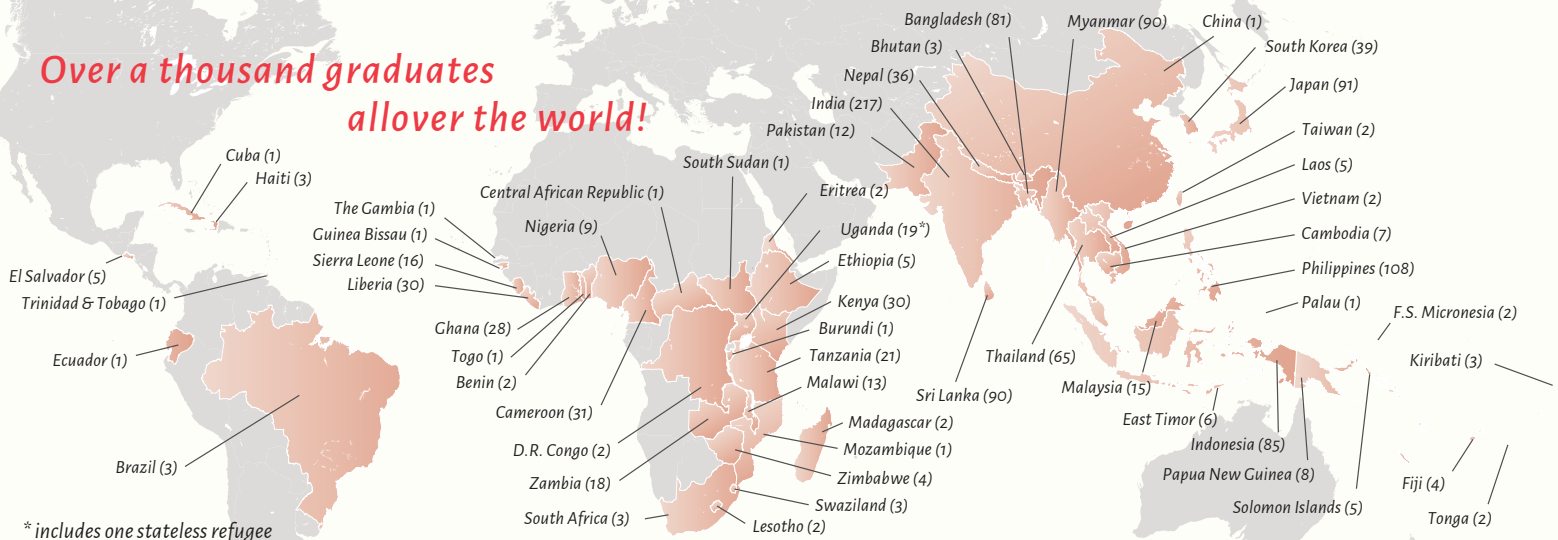 Over a thousand graduates
allover the world!
Cuba (1)
Haiti (3)
El Salvador (5)
Trinidad & Tobago (1)
Ecuador (1)
Brazil (3)
* includes one stateless refugee
The Gambia (1)
Guinea Bissau (1)
Sierra Leone (16)
Liberia (30)
Ghana (28)
Togo (1)
Benin (2)
Cameroon (31)
D.R. Congo (2)
Zambia (18)
South Africa (3)
Nigeria (9)
Central African Republic (1)
South Sudan (1)
Eritrea (2)
Uganda (19*)
Ethiopia (5)
Kenya (30)
Burundi (1)
Tanzania (21)
Malawi (13)
Madagascar (2)
Mozambique (1)
Zimbabwe (4)
Swaziland (3)
Lesotho (2)
Bangladesh (81)
Bhutan (3)
Nepal (36)
India (217)
Pakistan (12)
Myanmar (90)
China (1)
South Korea (39)
Japan (91)
Taiwan (2)
Laos (5)
Vietnam (2)
Cambodia (7)
Philippines (108)
Palau (1)
F.S. Micronesia (2)
Kiribati (3)
Thailand (65)
Sri Lanka (90)
Malaysia (15)
East Timor (6)
Indonesia (85)
Papua New Guinea (8)
Solomon Islands (5)
Fiji (4)
Tonga (2)